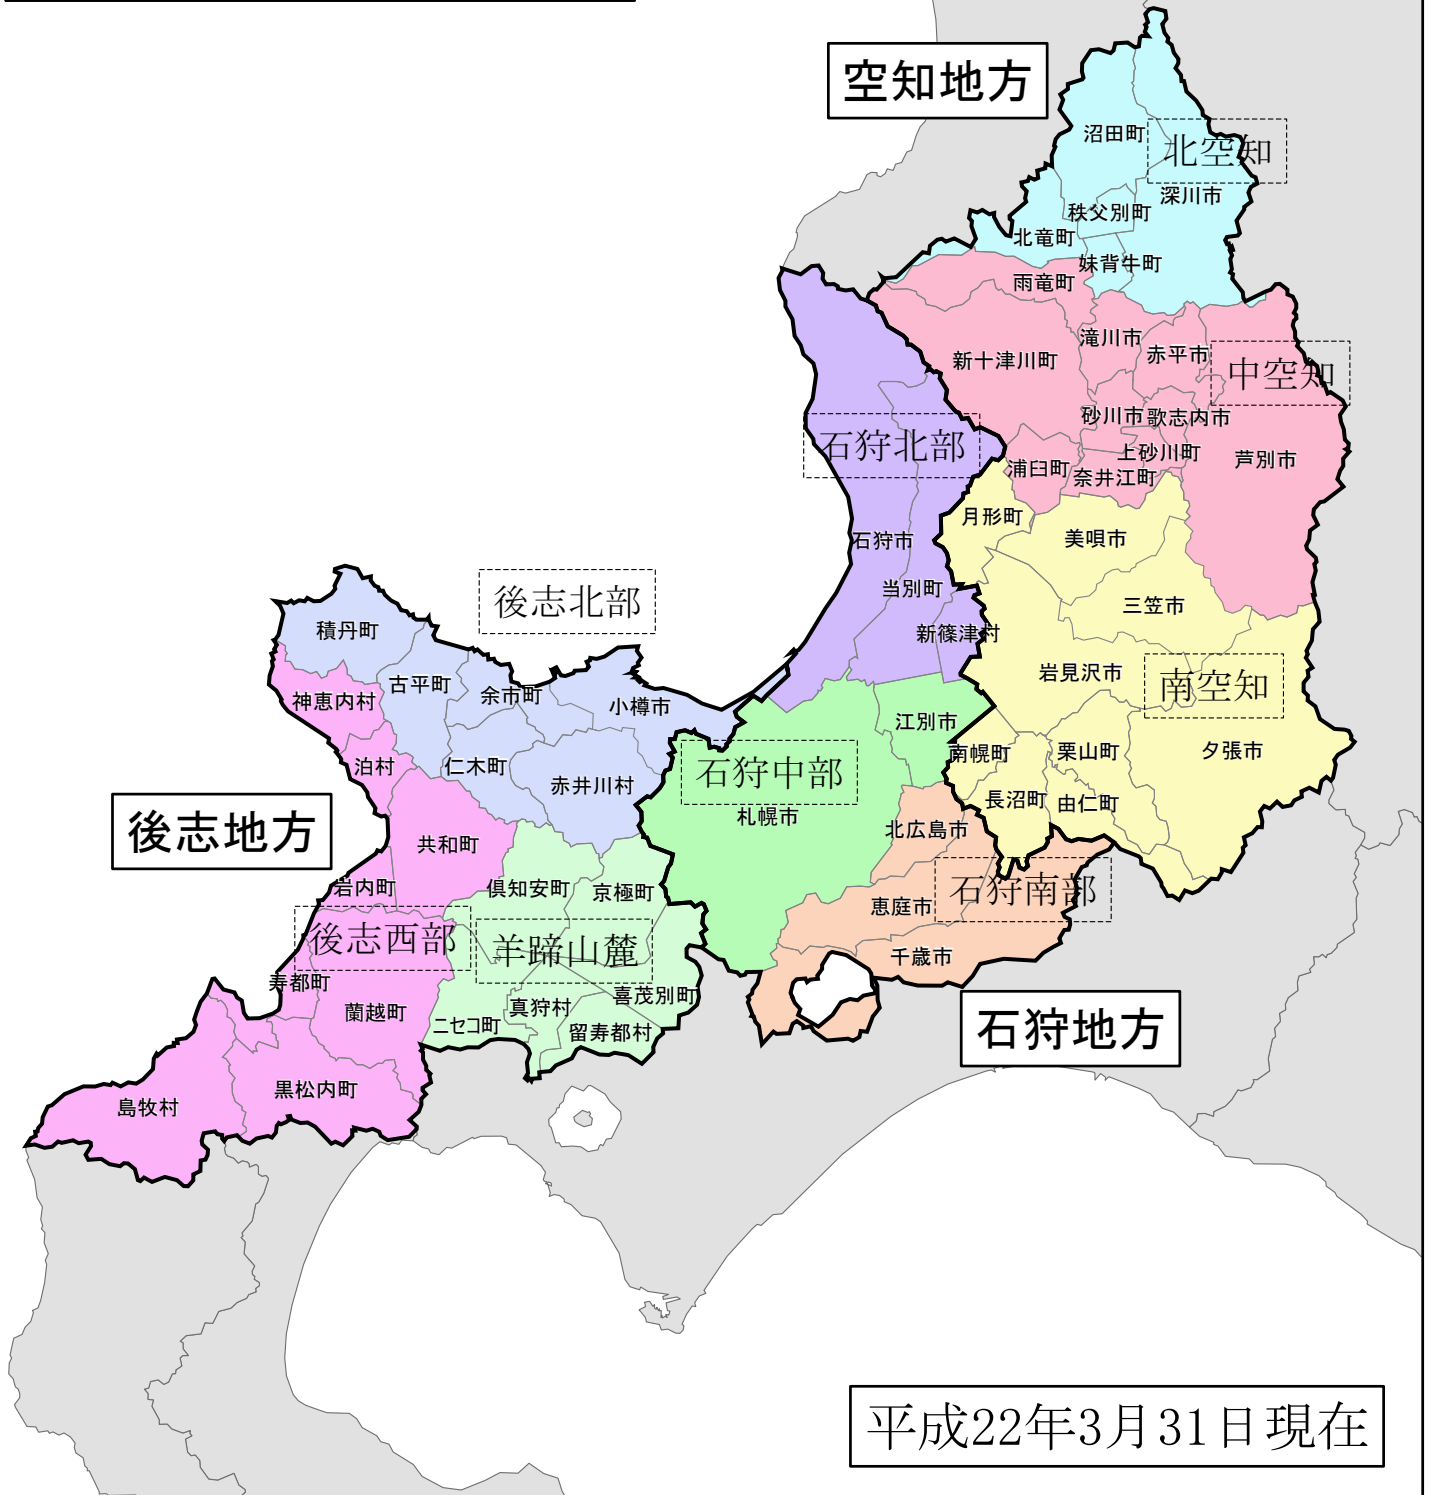 空知地方
沼田町
北空知
深川市
秩父別町
北竜町
妹背牛町
雨竜町
滝川市
赤平市
新十津川町
中空知
砂川市
歌志内市
石狩北部
上砂川町
芦別市
浦臼町
奈井江町
月形町
美唄市
石狩市
当別町
後志北部
三笠市
新篠津村
積丹町
岩見沢市
古平町
南空知
余市町
神恵内村
小樽市
江別市
南幌町
栗山町
夕張市
泊村
仁木町
石狩中部
赤井川村
長沼町
由仁町
札幌市
後志地方
北広島市
共和町
岩内町
倶知安町
京極町
石狩南部
恵庭市
後志西部
羊蹄山麓
千歳市
寿都町
喜茂別町
真狩村
蘭越町
ニセコ町
留寿都村
石狩地方
黒松内町
島牧村
平成22年3月31日現在